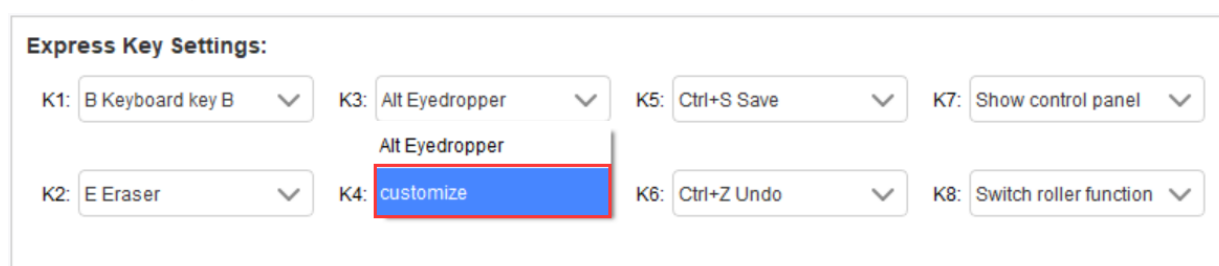 Express Key Settings:
K1: B Keyboard key B K3: Alt Eyedropper K5: Ctrl+S Save K7: Show control panel
Alt Eyedropper
K2: E Eraser K4: customize K6: Ctrl+Z Undo K8: Switch roller function